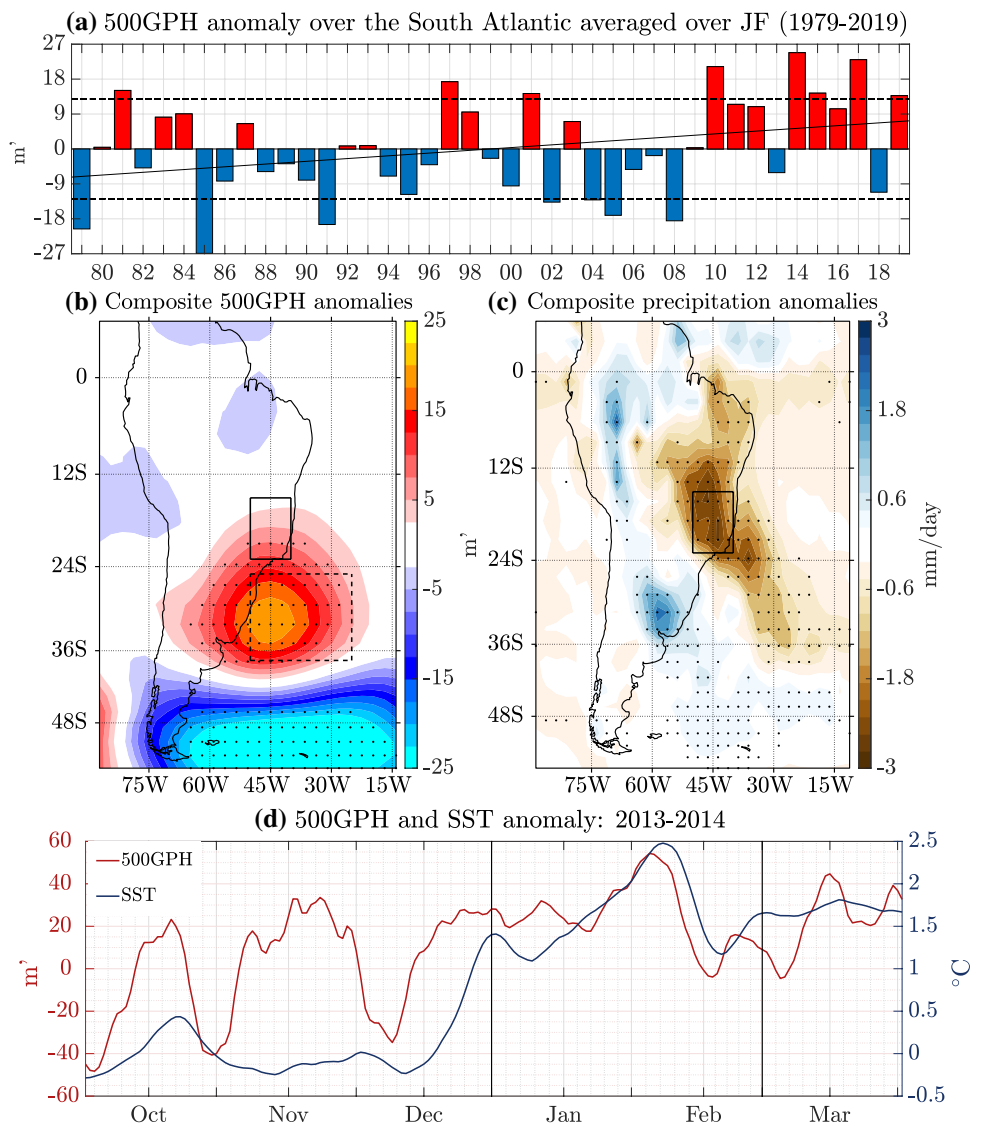 (a) 500GPH anomaly over the South Atlantic averaged over JF (1979-2019)
27
18
9
0
-9
-18
-27
m'
80 82 84 86 88 90 92 94 96 98 00 02 04 06 08 10 12 14 16 18
(b) Composite 500GPH anomalies
0
12S
24S
36S
48S
75W 60W 45W 30W 15W
25
15
5
-5
-15
-25
m'
(c) Composite precipitation anomalies
0
12S
24S
36S
48S
75W 60W 45W 30W 15W
3
1.8
0.6
-0.6
-1.8
-3
mm/day
(d) 500GPH and SST anomaly: 2013-2014
500GPH
SST
60
40
20
0
-20
-40
-60
m'
2.5
2
1.5
1
0.5
0
-0.5
°C
Oct Nov Dec Jan Feb Mar